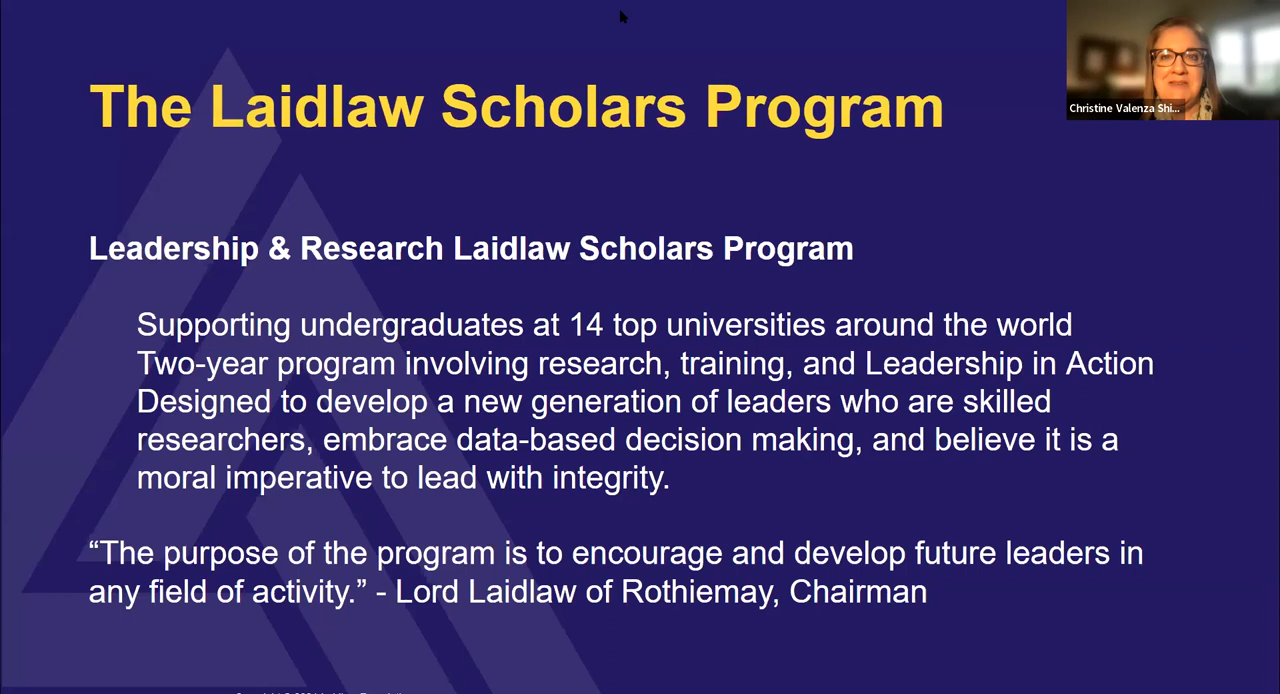 The Laidlaw Scholars Program
Christine Valenza Shi...
Leadership & Research Laidlaw Scholars Program
Supporting undergraduates at 14 top universities around the world
Two-year program involving research, training, and Leadership in Action
Designed to develop a new generation of leaders who are skilled
researchers, embrace data-based decision making, and believe it is a
moral imperative to lead with integrity.
“The purpose of the program is to encourage and develop future leaders in
any field of activity.” - Lord Laidlaw of Rothiemay, Chairman